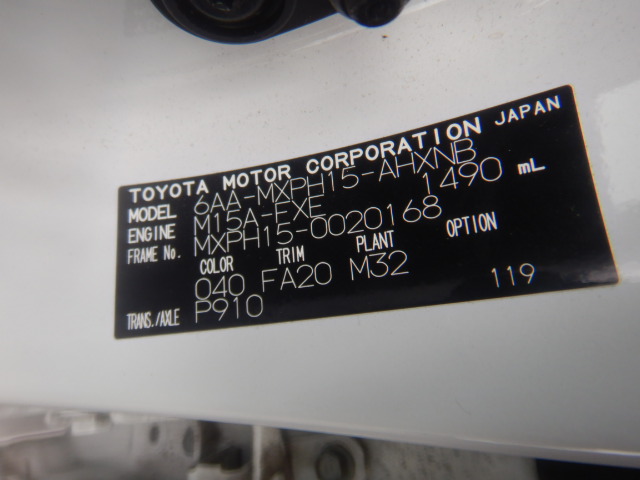 TOYOTA MOTOR CORPORATION JAPAN
MODEL 6AA-MXPH15-AHXNB
ENGINE M15A-FXE 1490 mL
FRAME No. MXPH15-0020168
COLOR TRIM PLANT OPTION
040 FA20 M32
TRANS./AXLE P910 119